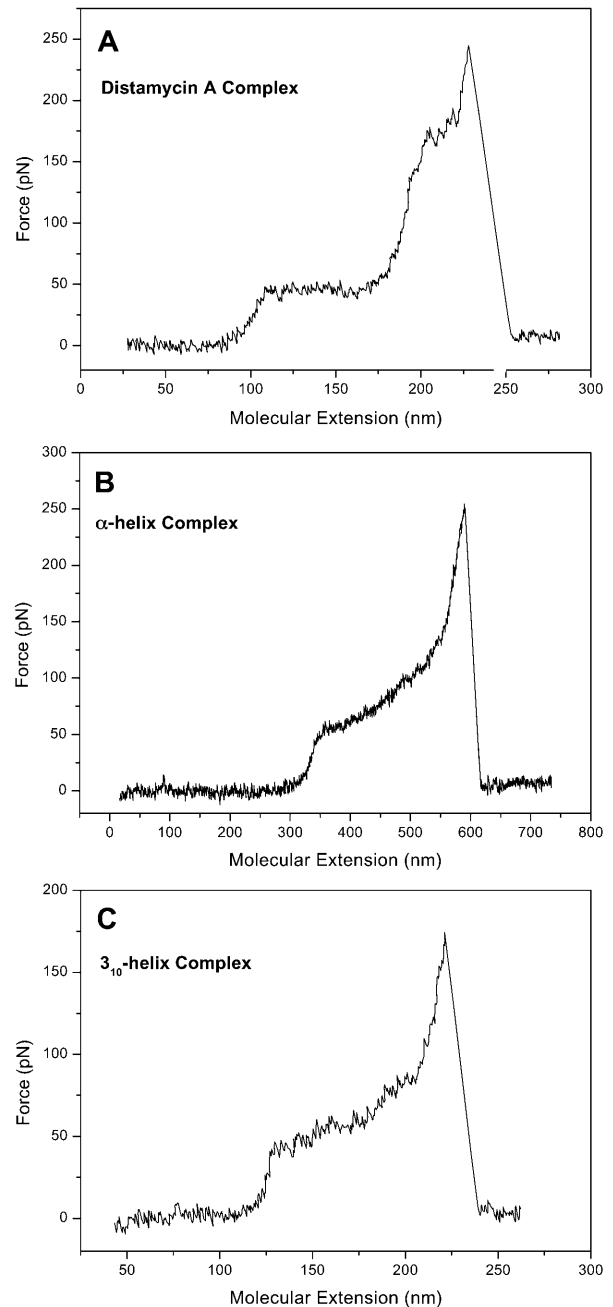 A
Distamycin A Complex
Force (pN)
250
200
150
100
50
0
0 50 100 150 200 250 300
Molecular Extension (nm)
B
α-helix Complex
Force (pN)
300
250
200
150
100
50
0
0 100 200 300 400 500 600 700 800
Molecular Extension (nm)
C
3₁₀-helix Complex
Force (pN)
200
150
100
50
0
50 100 150 200 250 300
Molecular Extension (nm)